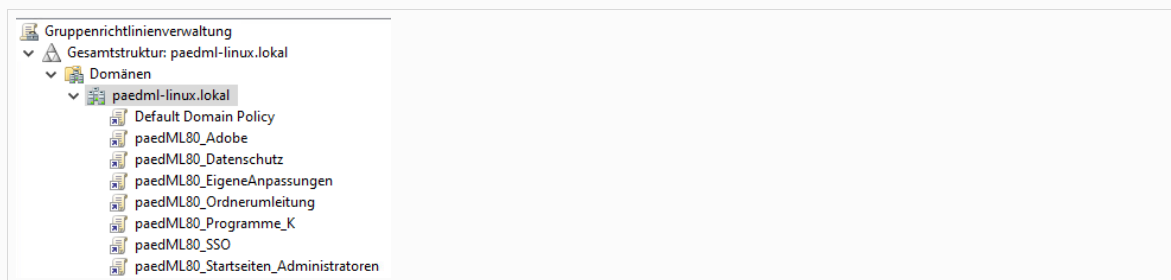 Gruppenrichtlinienverwaltung
Gesamtstruktur: paedml-linux.lokal
Domänen
paedml-linux.lokal
Default Domain Policy
paedML80_Adobe
paedML80_Datenschutz
paedML80_EigeneAnpassungen
paedML80_Ordnerumleitung
paedML80_Programme_K
paedML80_SSO
paedML80_Startseiten_Administratoren